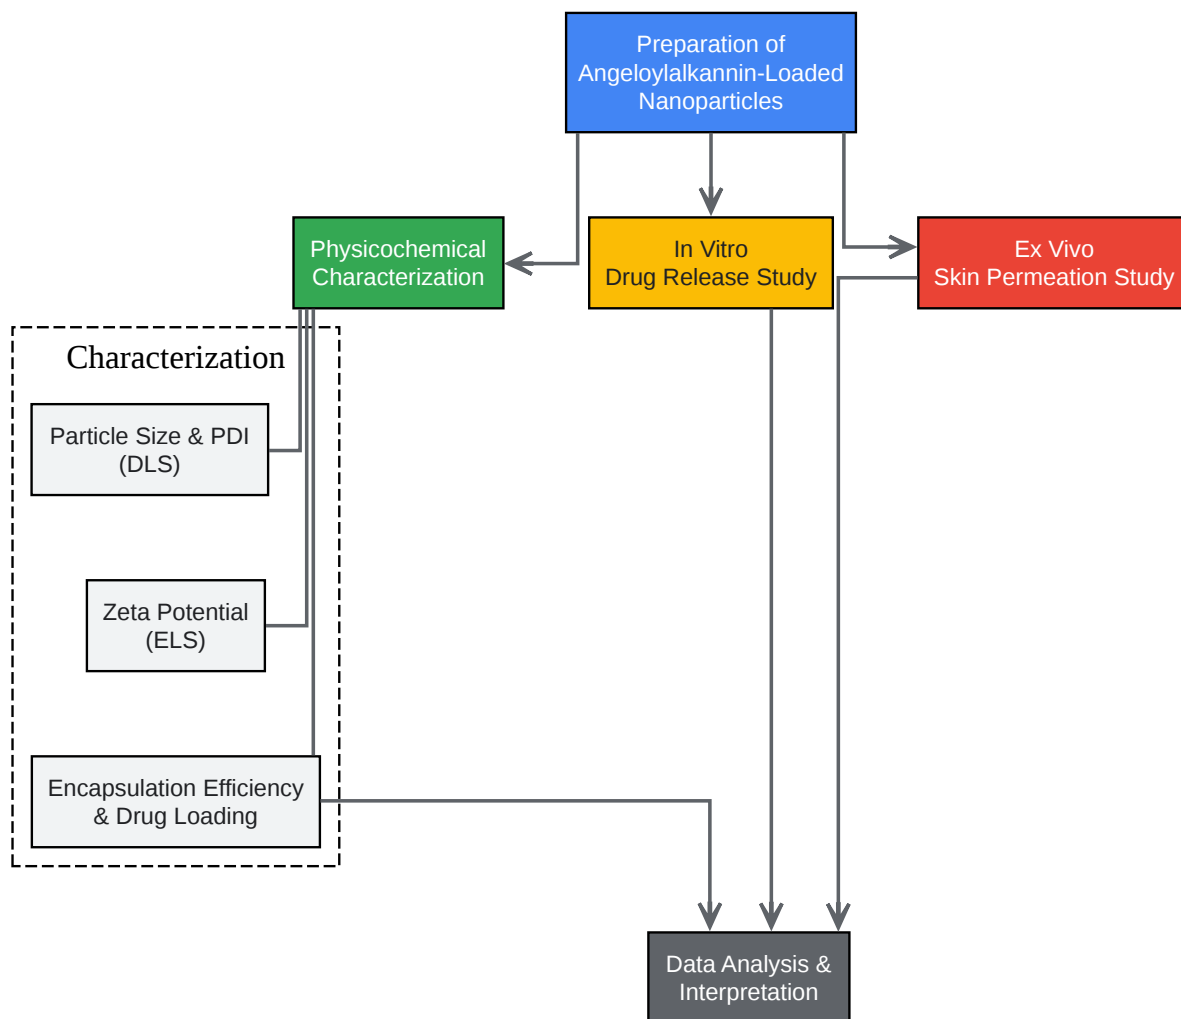 Preparation of
Angeloylalkannin-Loaded
Nanoparticles
Physicochemical
Characterization
In Vitro
Drug Release Study
Ex Vivo
Skin Permeation Study
Characterization
Particle Size & PDI
(DLS)
Zeta Potential
(ELS)
Encapsulation Efficiency
& Drug Loading
Data Analysis &
Interpretation